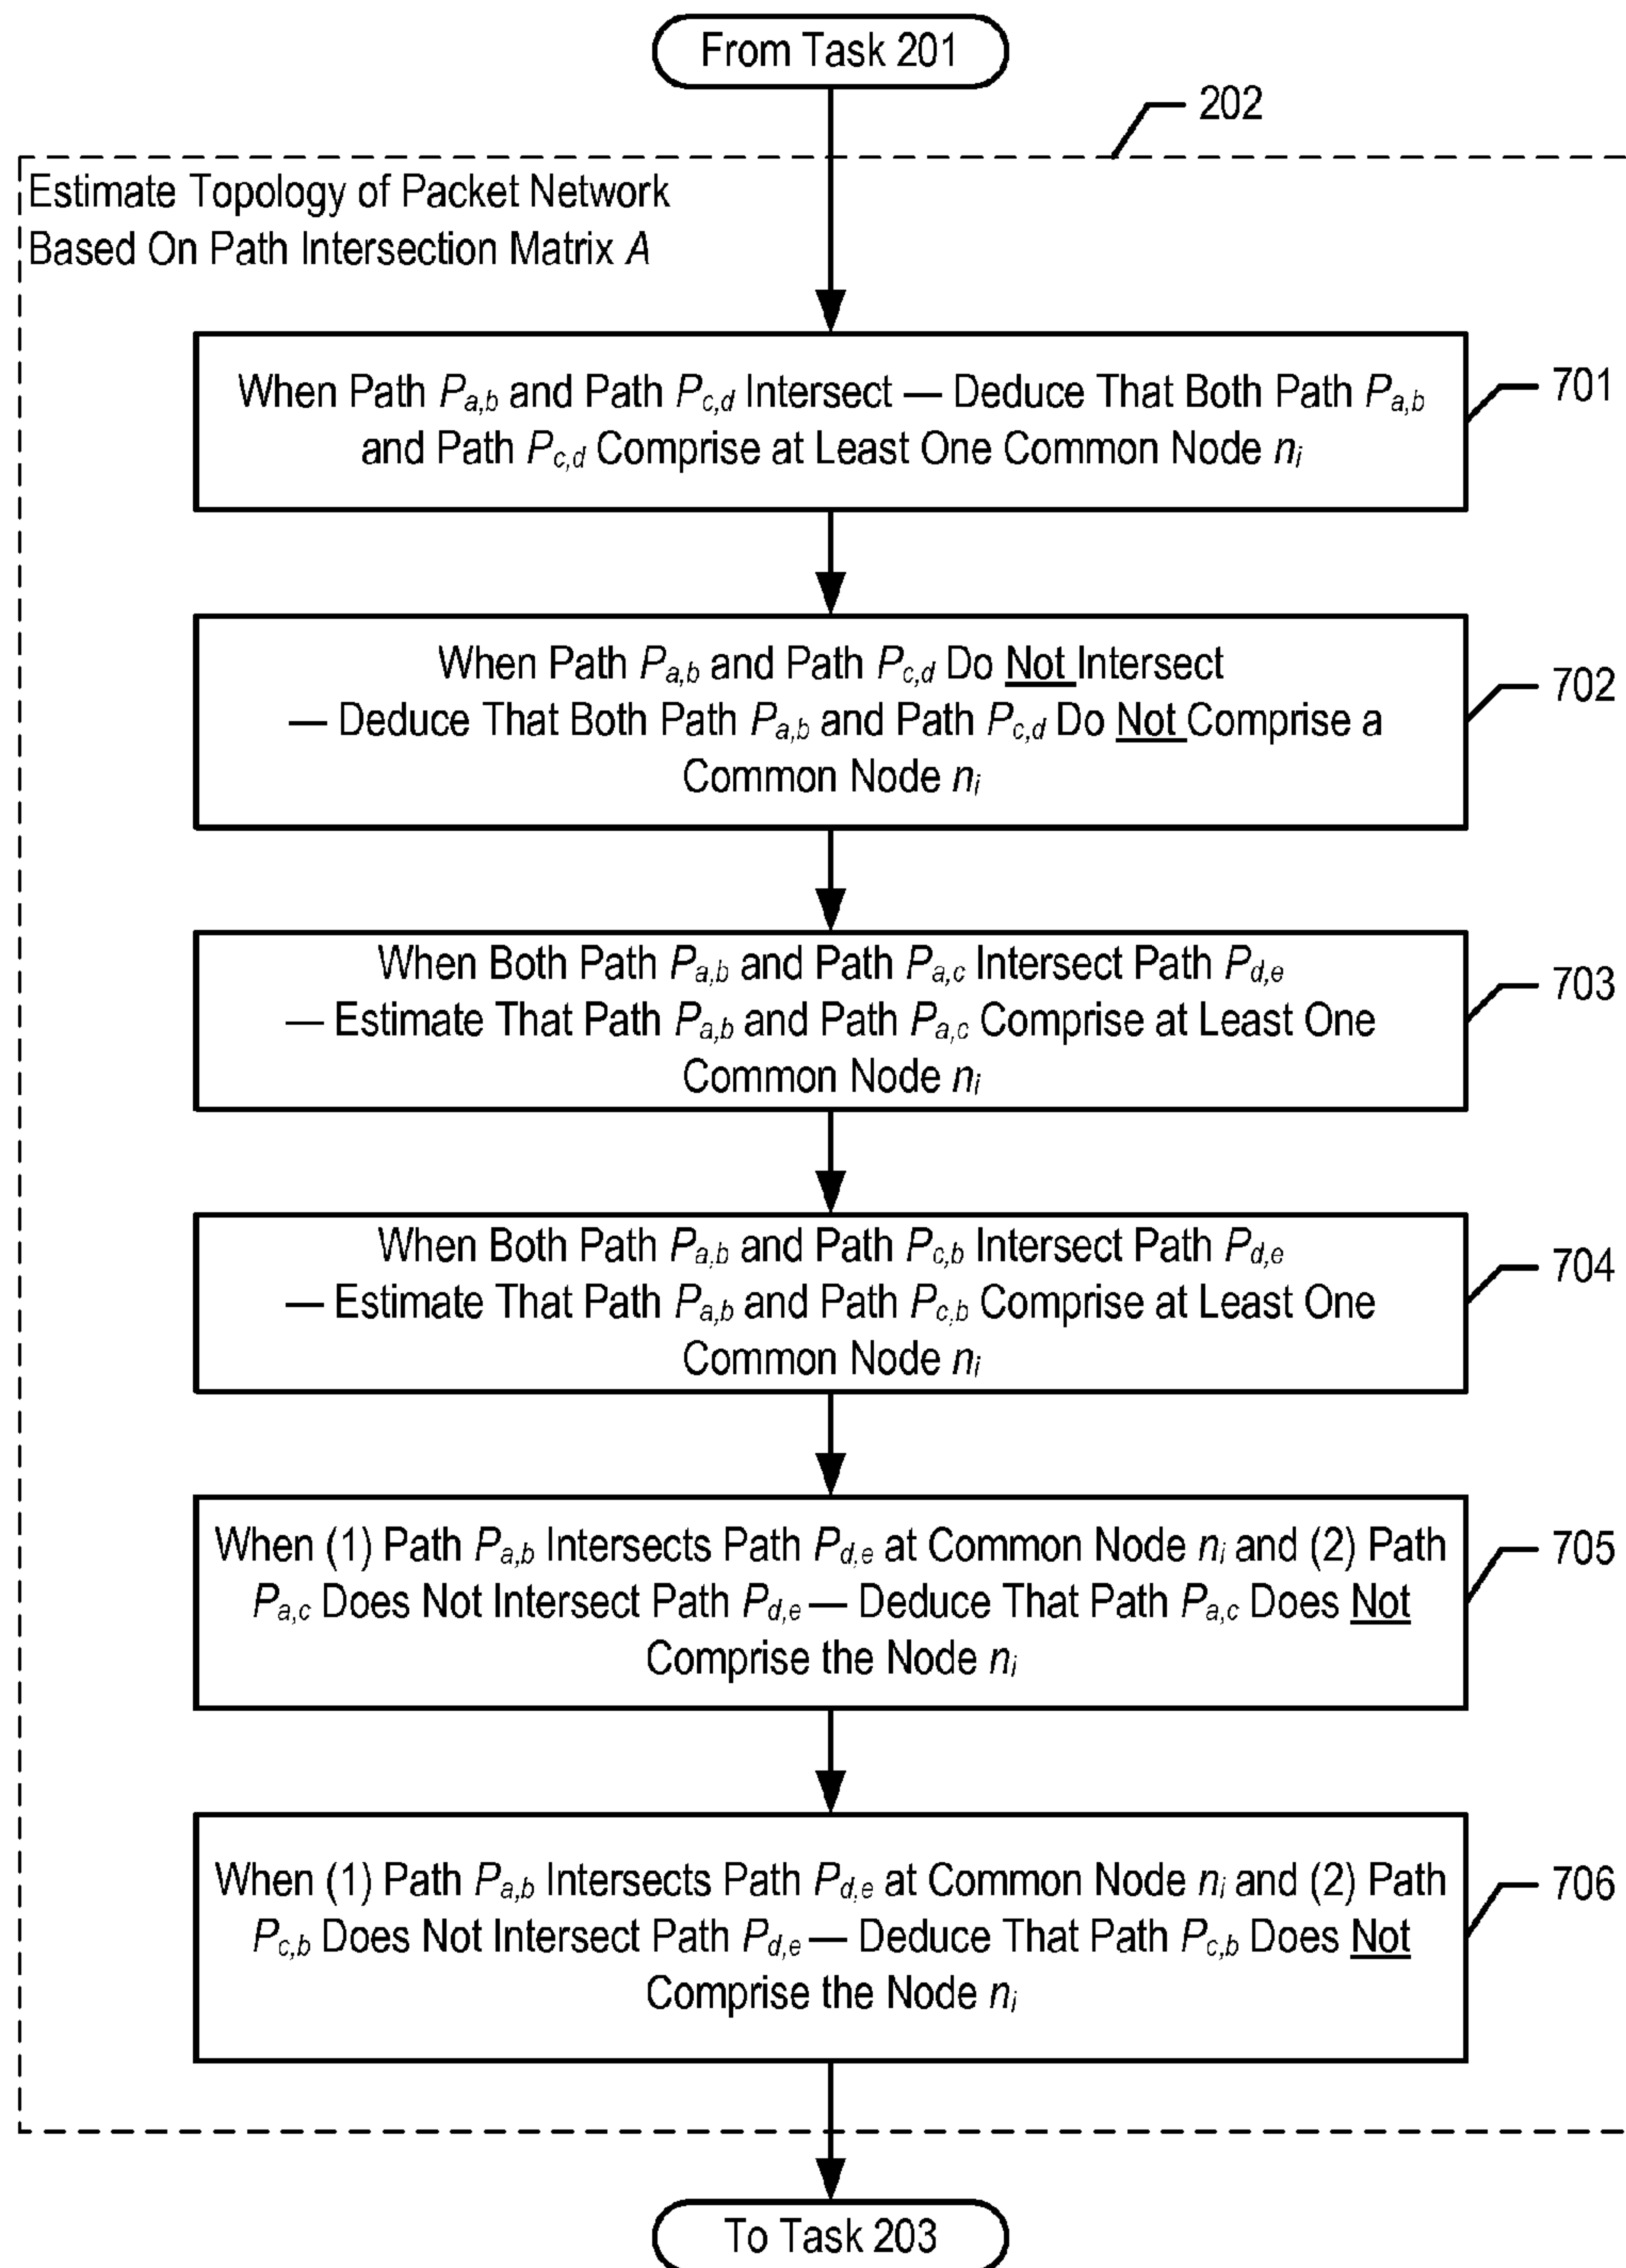 From Task 201
202
Estimate Topology of Packet Network
Based On Path Intersection Matrix A
When Path Pa,b and Path Pc,d Intersect — Deduce That Both Path Pa,b
and Path Pc,d Comprise at Least One Common Node ni
701
When Path Pa,b and Path Pc,d Do Not Intersect
— Deduce That Both Path Pa,b and Path Pc,d Do Not Comprise a
Common Node ni
702
When Both Path Pa,b and Path Pa,c Intersect Path Pd,e
— Estimate That Path Pa,b and Path Pa,c Comprise at Least One
Common Node ni
703
When Both Path Pa,b and Path Pc,b Intersect Path Pd,e
— Estimate That Path Pa,b and Path Pc,b Comprise at Least One
Common Node ni
704
When (1) Path Pa,b Intersects Path Pd,e at Common Node ni and (2) Path
Pa,c Does Not Intersect Path Pd,e — Deduce That Path Pa,c Does Not
Comprise the Node ni
705
When (1) Path Pa,b Intersects Path Pd,e at Common Node ni and (2) Path
Pc,b Does Not Intersect Path Pd,e — Deduce That Path Pc,b Does Not
Comprise the Node ni
706
To Task 203